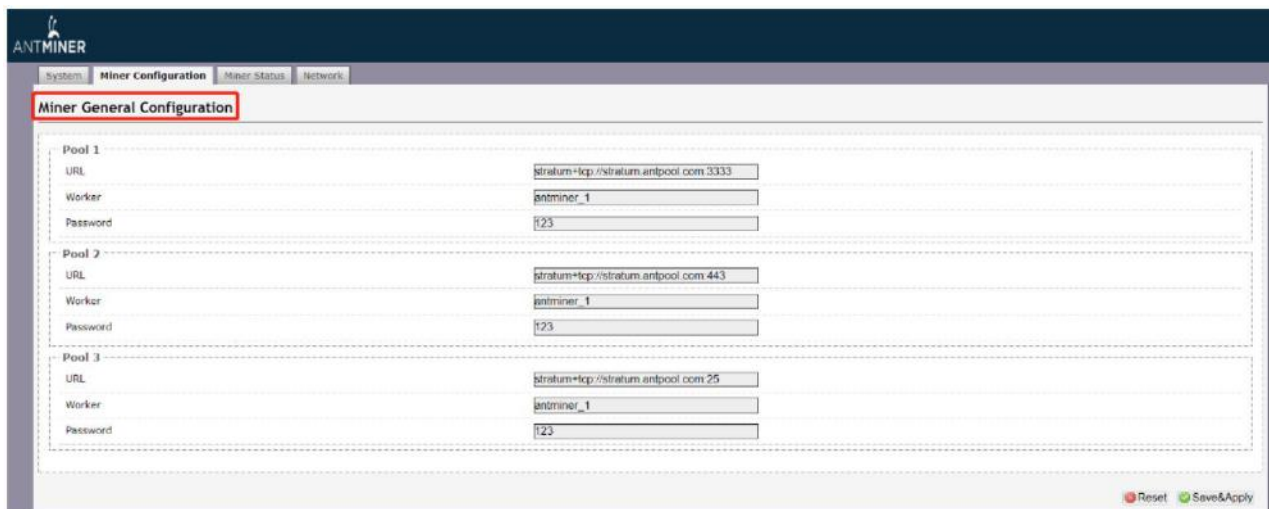 ANTMINER
System Miner Configuration Miner Status Network
Miner General Configuration
Pool 1
URL stratum+tcp://stratum.antpool.com:3333
Worker antminer_1
Password 123
Pool 2
URL stratum+tcp://stratum.antpool.com:443
Worker antminer_1
Password 123
Pool 3
URL stratum+tcp://stratum.antpool.com:25
Worker antminer_1
Password 123
Reset Save&Apply